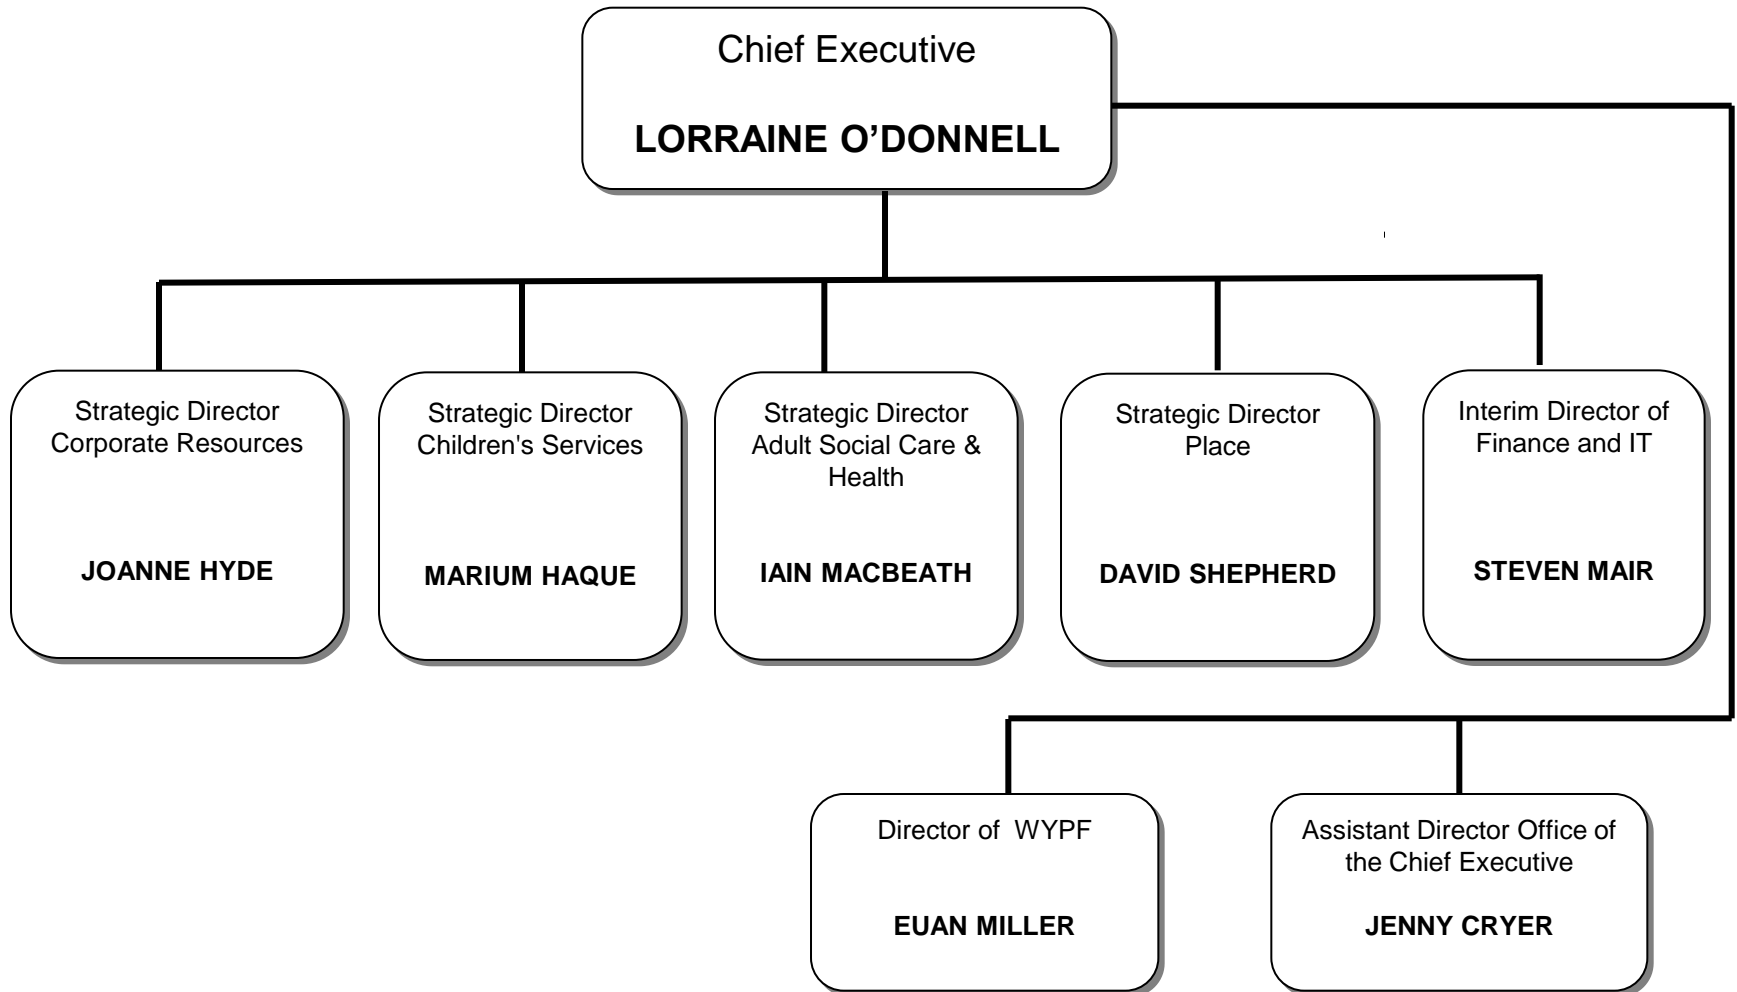 Chief Executive
LORRAINE O’DONNELL
Strategic Director
Corporate Resources
JOANNE HYDE
Strategic Director
Children's Services
MARIUM HAQUE
Strategic Director
Adult Social Care &
Health
IAIN MACBEATH
Strategic Director
Place
DAVID SHEPHERD
Interim Director of
Finance and IT
STEVEN MAIR
Director of WYPF
EUAN MILLER
Assistant Director Office of
the Chief Executive
JENNY CRYER